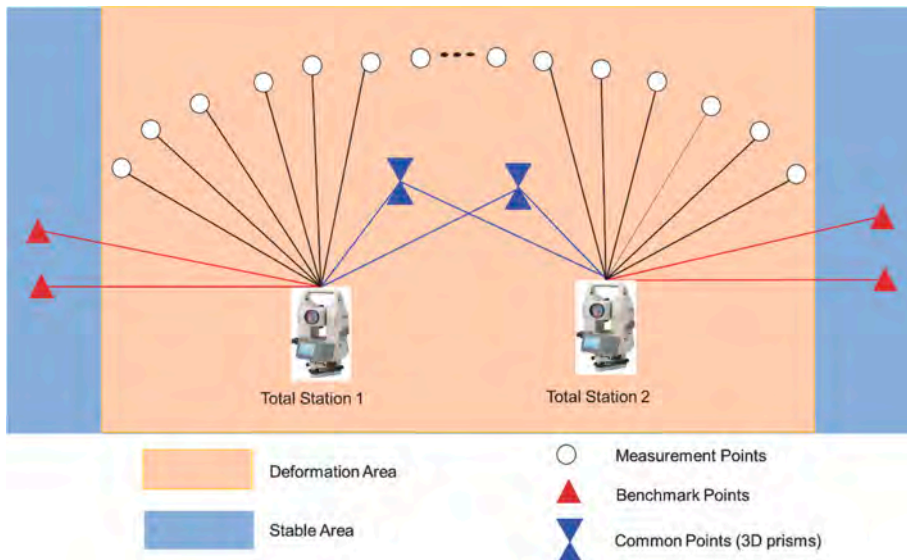 Total Station 1
Total Station 2
Deformation Area
Stable Area
Measurement Points
Benchmark Points
Common Points (3D prisms)